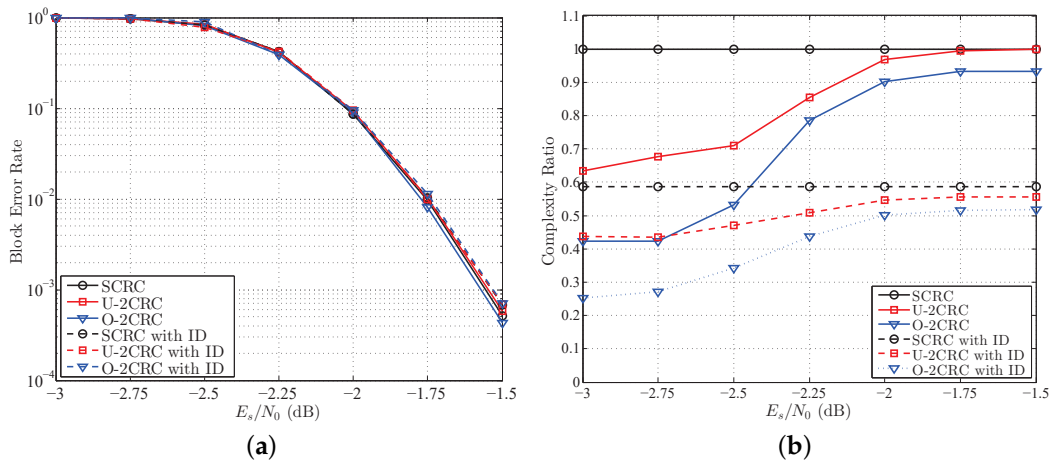 10^0
10^-1
10^-2
10^-3
10^-4
Block Error Rate
SCRC
U-2CRC
O-2CRC
SCRC with ID
U-2CRC with ID
O-2CRC with ID
−3 −2.75 −2.5 −2.25 −2 −1.75 −1.5
E_s/N_0 (dB)
(a)
1.1
1
0.9
0.8
0.7
0.6
0.5
0.4
0.3
0.2
0.1
0
Complexity Ratio
SCRC
U-2CRC
O-2CRC
SCRC with ID
U-2CRC with ID
O-2CRC with ID
−3 −2.75 −2.5 −2.25 −2 −1.75 −1.5
E_s/N_0 (dB)
(b)